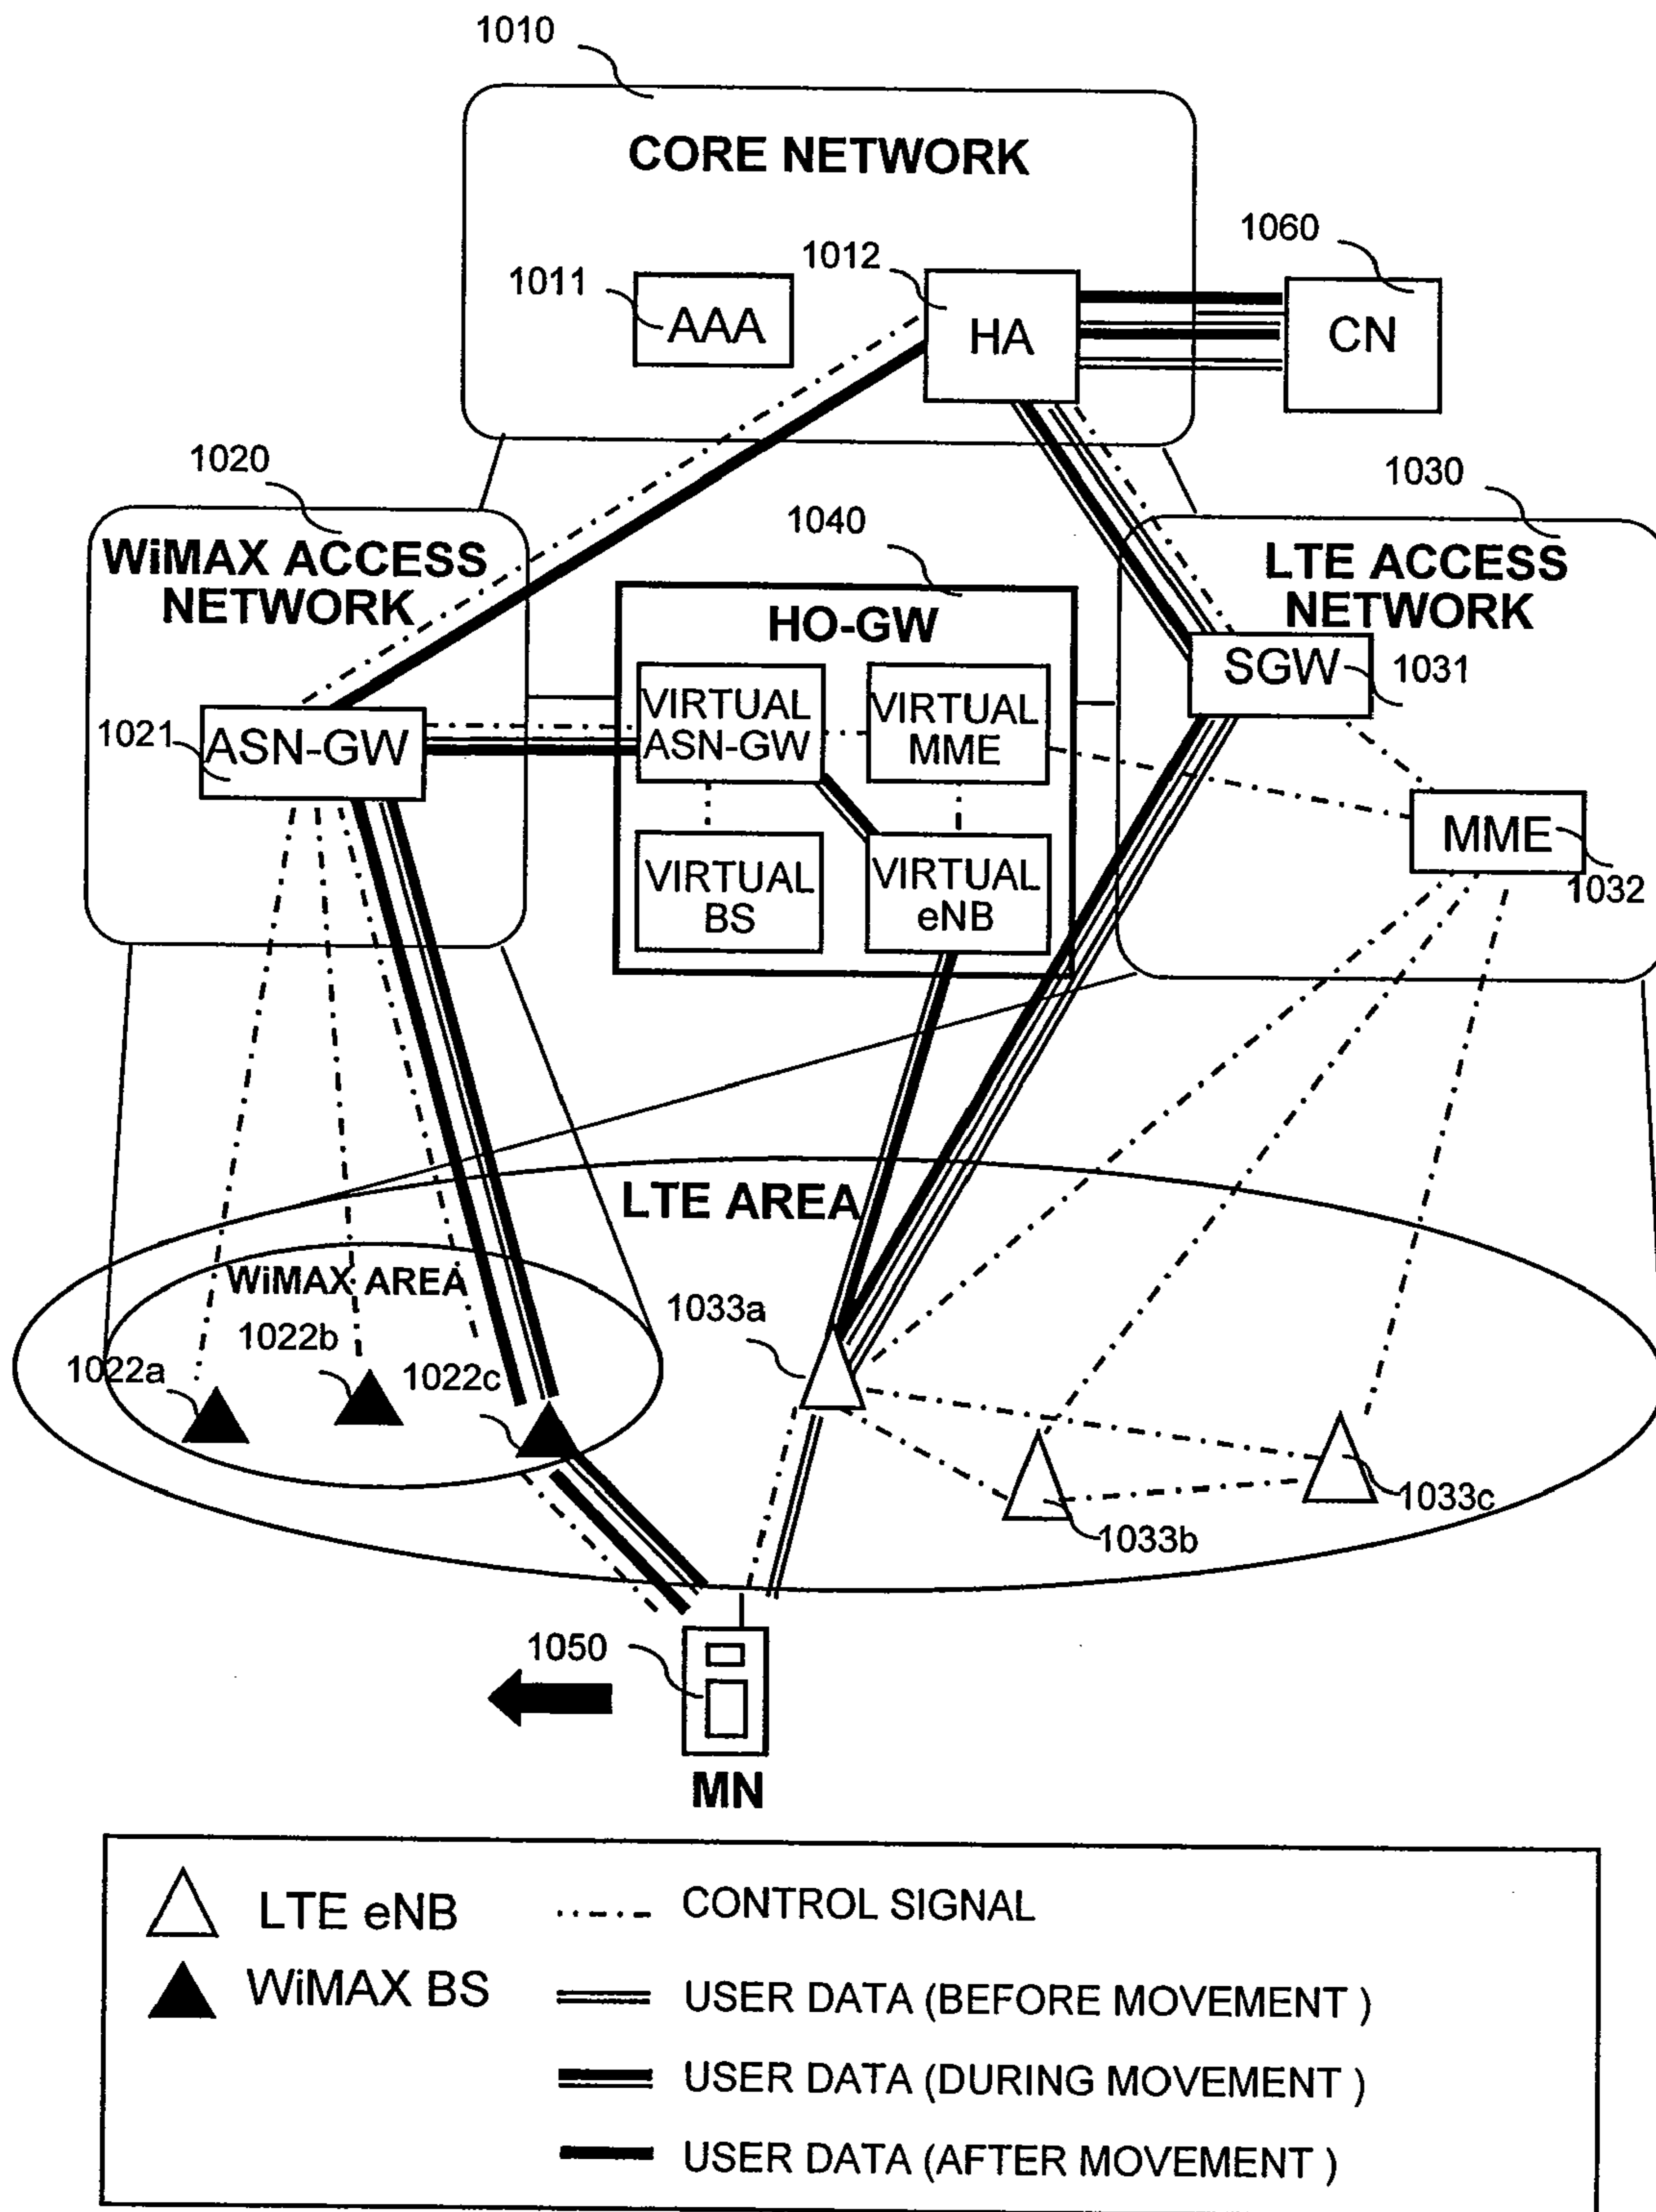 1010
CORE NETWORK
1060
1012
1011
AAA
HA
CN
1020
1030
1040
WiMAX ACCESS
NETWORK
LTE ACCESS
NETWORK
HO-GW
SGW
1031
VIRTUAL
ASN-GW
VIRTUAL
MME
1021
ASN-GW
MME
1032
VIRTUAL
BS
VIRTUAL
eNB
LTE AREA
WiMAX AREA
1033a
1022b
1022a
1022c
1033c
1033b
1050
MN
LTE eNB
CONTROL SIGNAL
WiMAX BS
USER DATA (BEFORE MOVEMENT )
USER DATA (DURING MOVEMENT )
USER DATA (AFTER MOVEMENT )